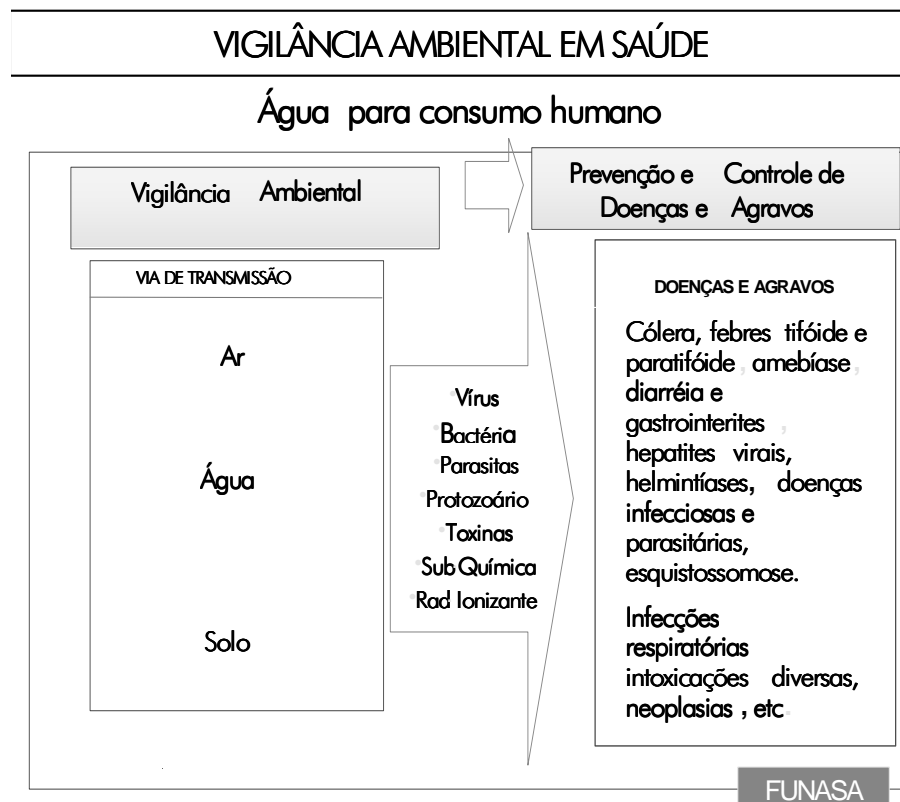 VIGILÂNCIA AMBIENTAL EM SAÚDE
Água para consumo humano
Vigilância Ambiental
Prevenção e Controle de
Doenças e Agravos
VIA DE TRANSMISSÃO
Ar
Água
Solo
Vírus
Bactéria
Parasitas
Protozoário
Toxinas
Sub Química
Rad Ionizante
DOENÇAS E AGRAVOS
Cólera, febres tifóide e
paratifóide, amebíase,
diarréia e
gastrointerites ,
hepatites virais,
helmintíases, doenças
infecciosas e
parasitárias,
esquistossomose.
Infecções
respiratórias
intoxicações diversas,
neoplasias , etc.
FUNASA